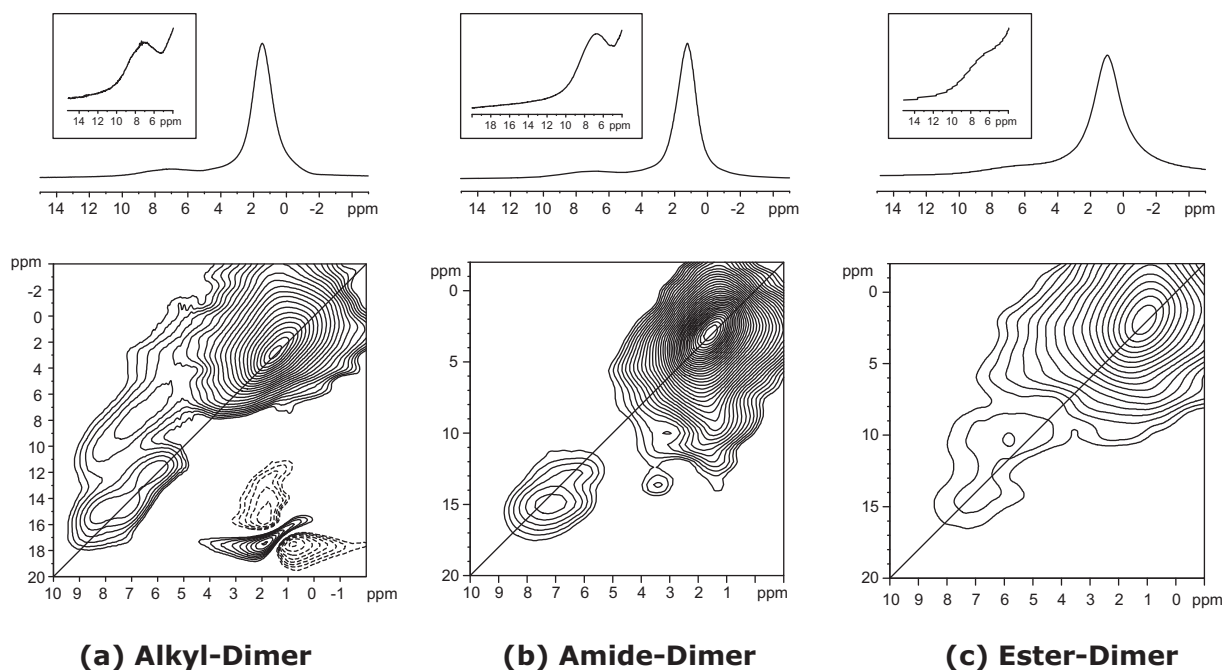 14 12 10 8 6 ppm
18 16 14 12 10 8 6 ppm
14 12 10 8 6 ppm
14 12 10 8 6 4 2 0 -2 ppm
14 12 10 8 6 4 2 0 -2 ppm
14 12 10 8 6 4 2 0 -2 ppm
ppm
-2
0
2
4
6
8
10
12
14
16
18
20
10 9 8 7 6 5 4 3 2 1 0 -1 ppm
ppm
0
5
10
15
20
10 9 8 7 6 5 4 3 2 1 ppm
ppm
0
5
10
15
20
10 9 8 7 6 5 4 3 2 1 0 ppm
(a) Alkyl-Dimer
(b) Amide-Dimer
(c) Ester-Dimer